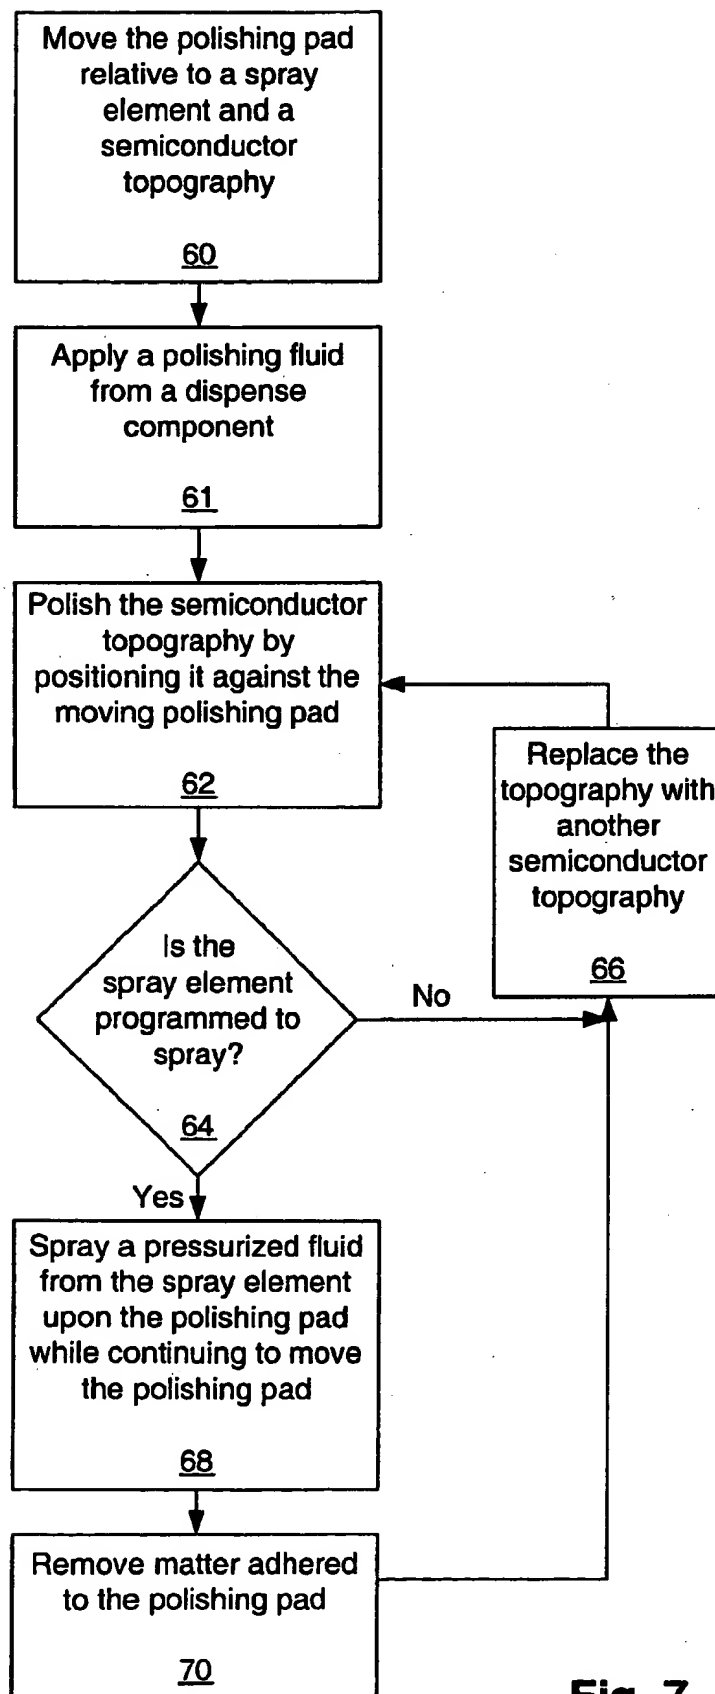 Move the polishing pad
relative to a spray
element and a
semiconductor
topography
60
Apply a polishing fluid
from a dispense
component
61
Polish the semiconductor
topography by
positioning it against the
moving polishing pad
62
Replace the
topography with
another
semiconductor
topography
66
Is the
spray element
programmed to
spray?
64
No
Yes
Spray a pressurized fluid
from the spray element
upon the polishing pad
while continuing to move
the polishing pad
68
Remove matter adhered
to the polishing pad
70
Fig. 7